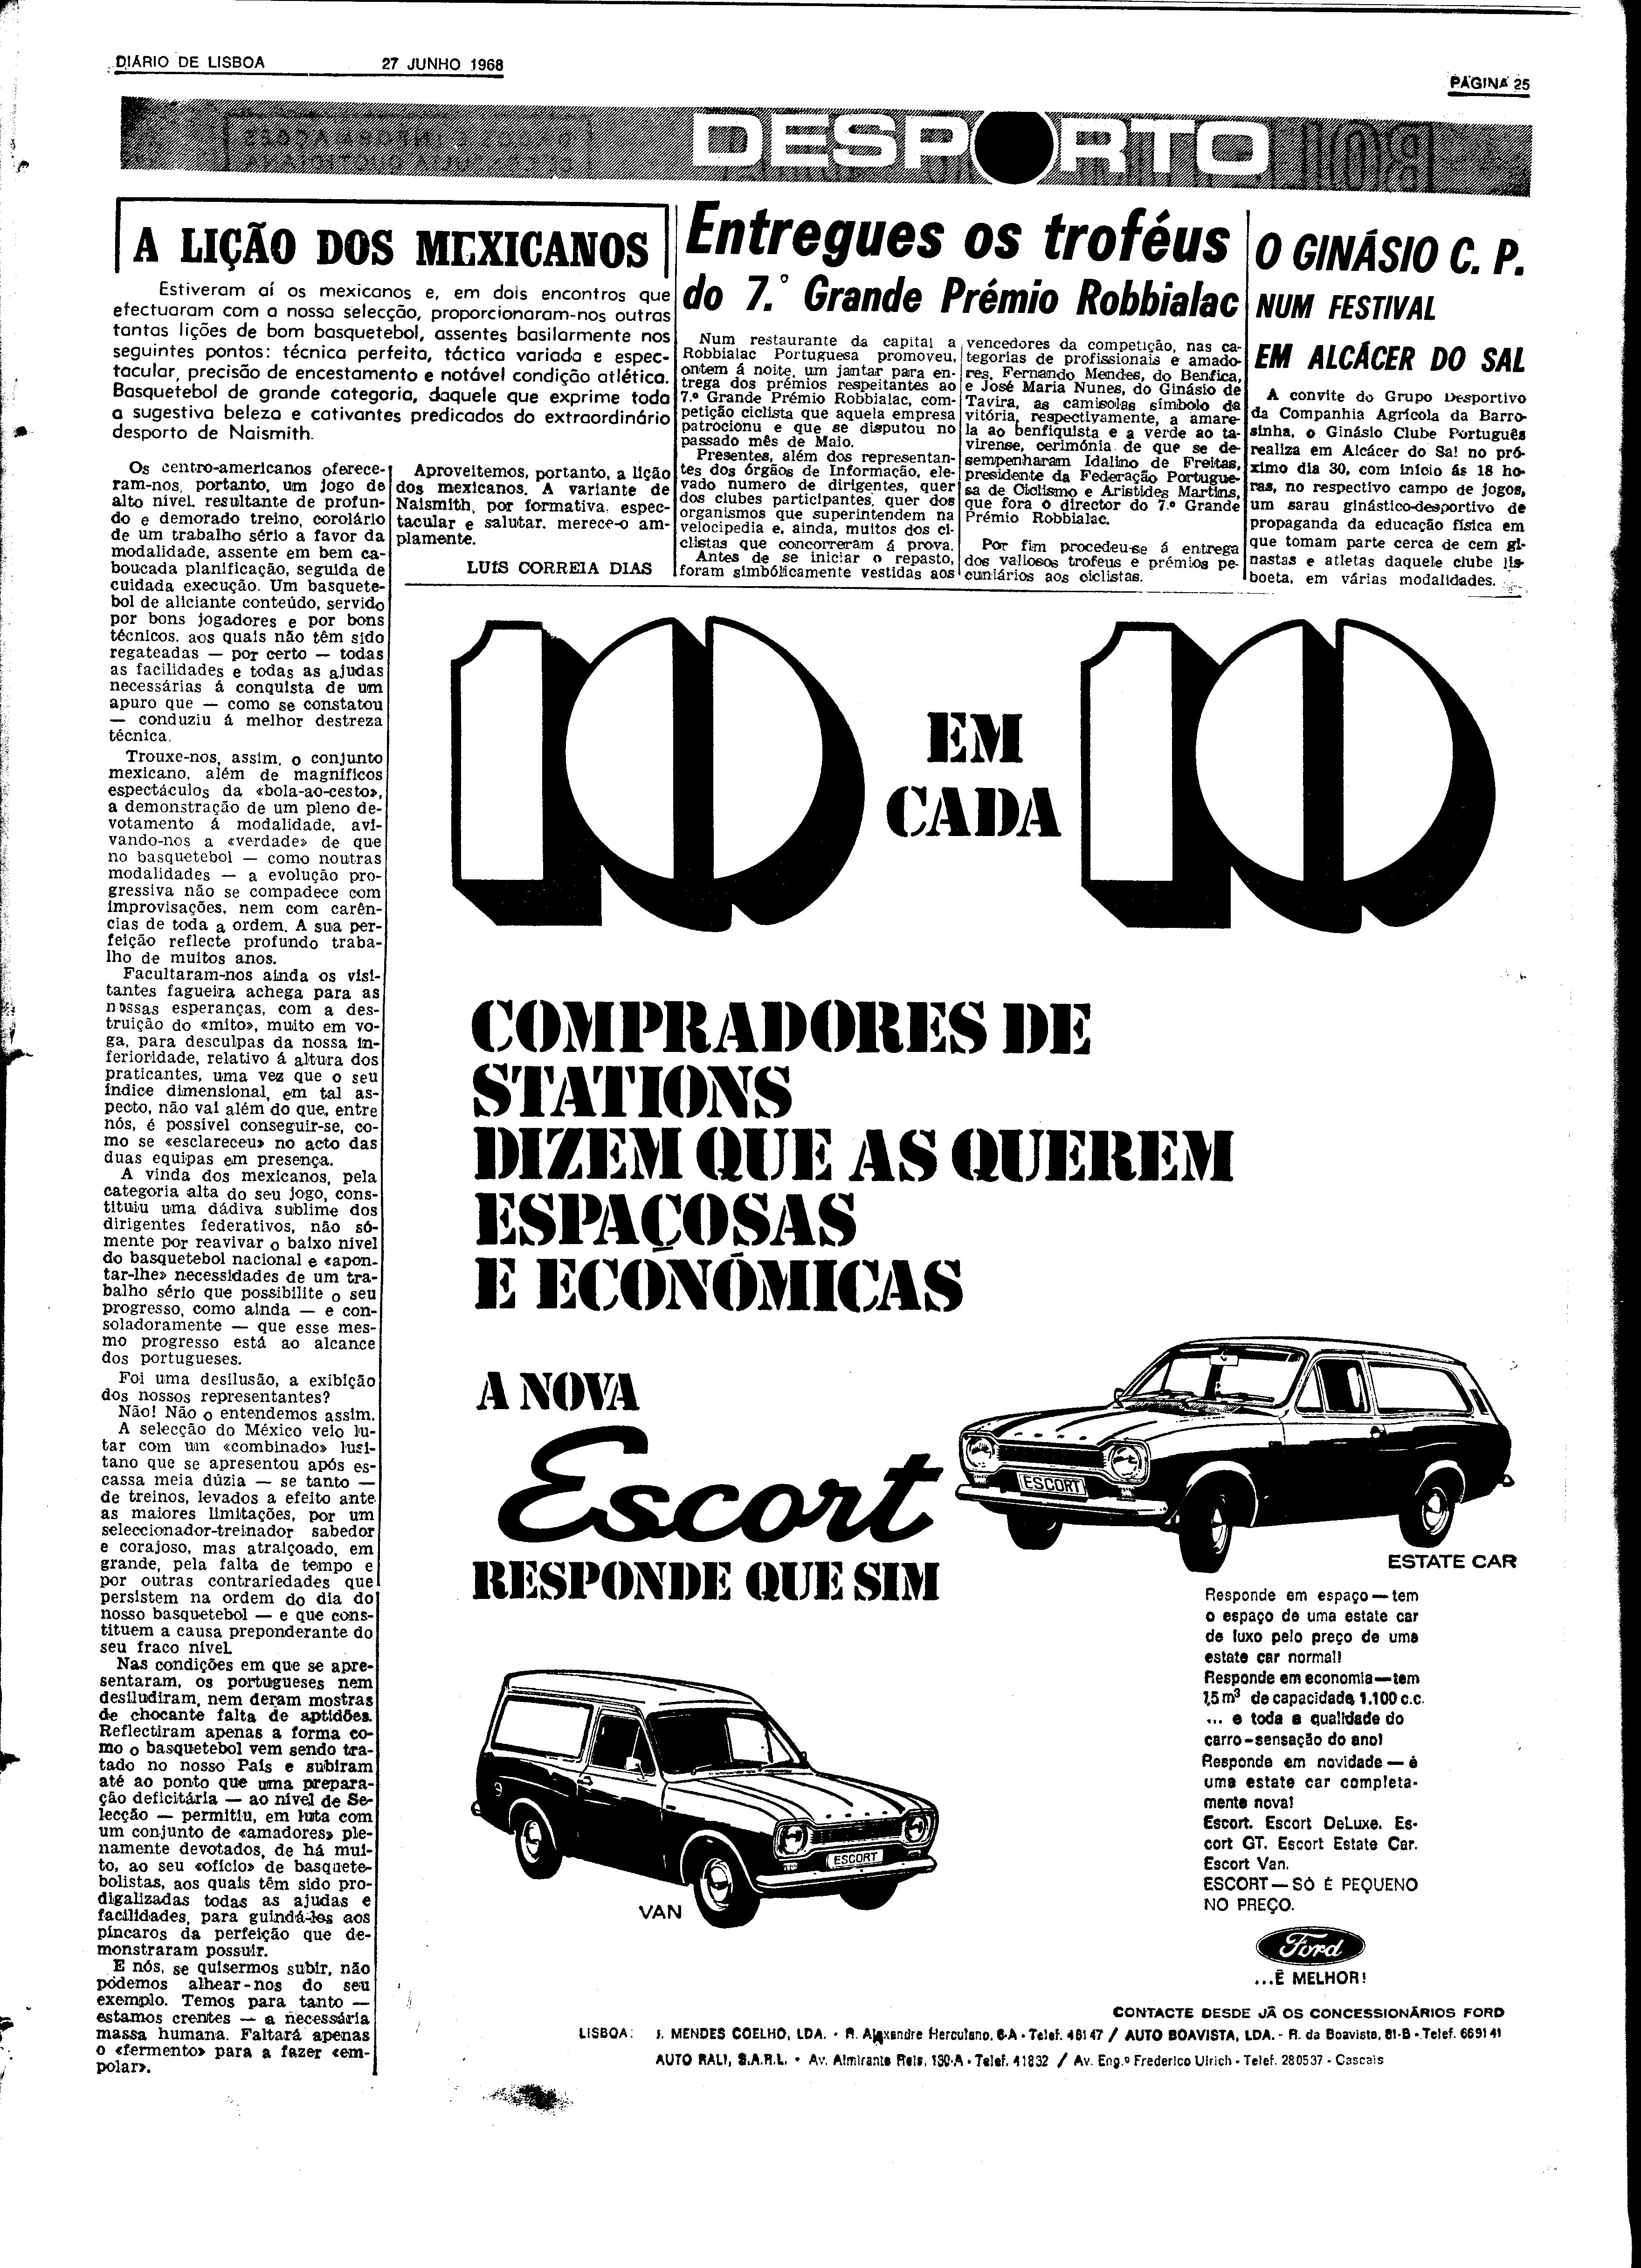 DIÁRIO DE LISBOA 27 JUNHO 1968
PÁGINA 25
DESPORTO
A LIÇÃO DOS MEXICANOS
Estiveram aí os mexicanos e, em dois encontros que
efectuaram com a nossa selecção, proporcionaram-nos outras
tantas lições de bom basquetebol, assentes basilarmente nos
seguintes pontos: técnica perfeita, táctica variada e espec-
tacular, precisão de encestamento e notável condição atlética.
Basquetebol de grande categoria, daquele que exprime toda
a sugestiva beleza e cativantes predicados do extraordinário
desporto de Naismith.
Os centro-americanos oferece-
ram-nos, portanto, um jogo de
alto nível resultante de profun-
do e demorado treino, corolário
de um trabalho sério a favor da
modalidade, assente em bem ca-
boucada planificação, seguida de
cuidada execução. Um basquete-
bol de aliciante conteúdo, servido
por bons jogadores e por bons
técnicos, aos quais não têm sido
regateadas — por certo — todas
as facilidades e todas as ajudas
necessárias á conquista de um
apuro que — como se constatou
— conduziu á melhor destreza
técnica.
Trouxe-nos, assim, o conjunto
mexicano, além de magníficos
espectáculos da «bola-ao-cesto»,
a demonstração de um pleno de-
votamento á modalidade, avi-
vando-nos a «verdade» de que
no basquetebol — como noutras
modalidades — a evolução pro-
gressiva não se compadece com
improvisações, nem com carên-
cias de toda a ordem. A sua per-
feição reflecte profundo traba-
lho de muitos anos.
Facultaram-nos ainda os visi-
tantes fagueira achega para as
nossas esperanças, com a des-
truição do «mito», muito em vo-
ga, para desculpas da nossa in-
ferioridade, relativo á altura dos
praticantes, uma vez que o seu
índice dimensional, em tal as-
pecto, não vai além do que, entre
nós, é possível conseguir-se, co-
mo se «esclareceu» no acto das
duas equipas em presença.
A vinda dos mexicanos, pela
categoria alta do seu jogo, cons-
tituiu uma dádiva sublime dos
dirigentes federativos, não só-
mente por reavivar o baixo nível
do basquetebol nacional e «apon-
tar-lhe» necessidades de um tra-
balho sério que possibilite o seu
progresso, como ainda — e con-
soladoramente — que esse mes-
mo progresso está ao alcance
dos portugueses.
Foi uma desilusão, a exibição
dos nossos representantes?
Não! Não o entendemos assim.
A selecção do México veio lu-
tar com um «combinado» lusi-
tano que se apresentou após es-
cassa meia dúzia — se tanto —
de treinos, levados a efeito ante
as maiores limitações, por um
seleccionador-treinador sabedor
e corajoso, mas atraiçoado, em
grande, pela falta de tempo e
por outras contrariedades que
persistem na ordem do dia do
nosso basquetebol — e que cons-
tituem a causa preponderante do
seu fraco nível.
Nas condições em que se apre-
sentaram, os portugueses nem
desiludiram, nem deram mostras
de chocante falta de aptidões.
Reflectiram apenas a forma co-
mo o basquetebol vem sendo tra-
tado no nosso País e subiram
até ao ponto que uma prepara-
ção deficitária — ao nível de Se-
lecção — permitiu, em luta com
um conjunto de «amadores» ple-
namente devotados, de há mui-
to, ao seu «ofício» de basquete-
bolistas, aos quais têm sido pro-
digalizadas todas as ajudas e
facilidades, para guindá-los aos
píncaros da perfeição que de-
monstraram possuir.
E nós, se quisermos subir, não
podemos alhear-nos do seu
exemplo. Temos para tanto —
estamos crentes — a necessária
massa humana. Faltará apenas
o «fermento» para a fazer «em-
polar».
Aproveitemos, portanto, a lição
dos mexicanos. A variante de
Naismith, por formativa, espec-
tacular e salutar, merece-o am-
plamente.
LUÍS CORREIA DIAS
Entregues os troféus
do 7.º Grande Prémio Robbialac
Num restaurante da capital a
Robbialac Portuguesa promoveu,
ontem á noite, um jantar para en-
trega dos prémios respeitantes ao
7.º Grande Prémio Robbialac, com-
petição ciclista que aquela empresa
patrocionu e que se disputou no
passado mês de Maio.
Presentes, além dos representan-
tes dos órgãos de Informação, ele-
vado numero de dirigentes, quer
dos clubes participantes, quer dos
organismos que superintendem na
velocipedia e, ainda, muitos dos ci-
clistas que concorreram á prova.
Antes de se iniciar o repasto,
foram simbólicamente vestidas aos
vencedores da competição, nas ca-
tegorias de profissionais e amado-
res, Fernando Mendes, do Benfica,
e José Maria Nunes, do Ginásio de
Tavira, as camisolas símbolo da
vitória, respectivamente, a amare-
la ao benfiquista e a verde ao ta-
virense, cerimónia de que se de-
sempenharam Idalino de Freitas,
presidente da Federação Portugue-
sa de Ciclismo e Aristides Martins,
que fora o director do 7.º Grande
Prémio Robbialac.
Por fim procedeu-se á entrega
dos valiosos trofeus e prémios pe-
cuniários aos ciclistas.
O GINÁSIO C. P.
NUM FESTIVAL
EM ALCÁCER DO SAL
A convite do Grupo Desportivo
da Companhia Agrícola da Barro-
sinha, o Ginásio Clube Português
realiza em Alcácer do Sal no pró-
ximo dia 30, com início ás 18 ho-
ras, no respectivo campo de jogos,
um sarau ginástico-desportivo de
propaganda da educação física em
que tomam parte cerca de cem gi-
nastas e atletas daquele clube lis-
boeta, em várias modalidades.
10 EM CADA 10
COMPRADORES DE
STATIONS
DIZEM QUE AS QUEREM
ESPAÇOSAS
E ECONÓMICAS
A NOVA
Escort
RESPONDE QUE SIM
ESCORT
ESTATE CAR
ESCORT
VAN
Responde em espaço — tem
o espaço de uma estate car
de luxo pelo preço de uma
estate car normal!
Responde em economia — tem
1,5 m³ de capacidade, 1.100 c.c.
... e toda a qualidade do
carro-sensação do ano!
Responde em novidade — é
uma estate car completa-
mente nova!
Escort. Escort DeLuxe. Es-
cort GT. Escort Estate Car.
Escort Van.
ESCORT — SÓ É PEQUENO
NO PREÇO.
Ford
...É MELHOR!
CONTACTE DESDE JÁ OS CONCESSIONÁRIOS FORD
LISBOA: J. MENDES COELHO, LDA. - R. Alexandre Herculano, 6-A - Telef. 48147 / AUTO BOAVISTA, LDA. - R. da Boavista, 81-B - Telef. 669141
AUTO RALI, S.A.R.L. - Av. Almirante Reis, 130-A - Telef. 41832 / Av. Eng.º Frederico Ulrich - Telef. 280537 - Cascais